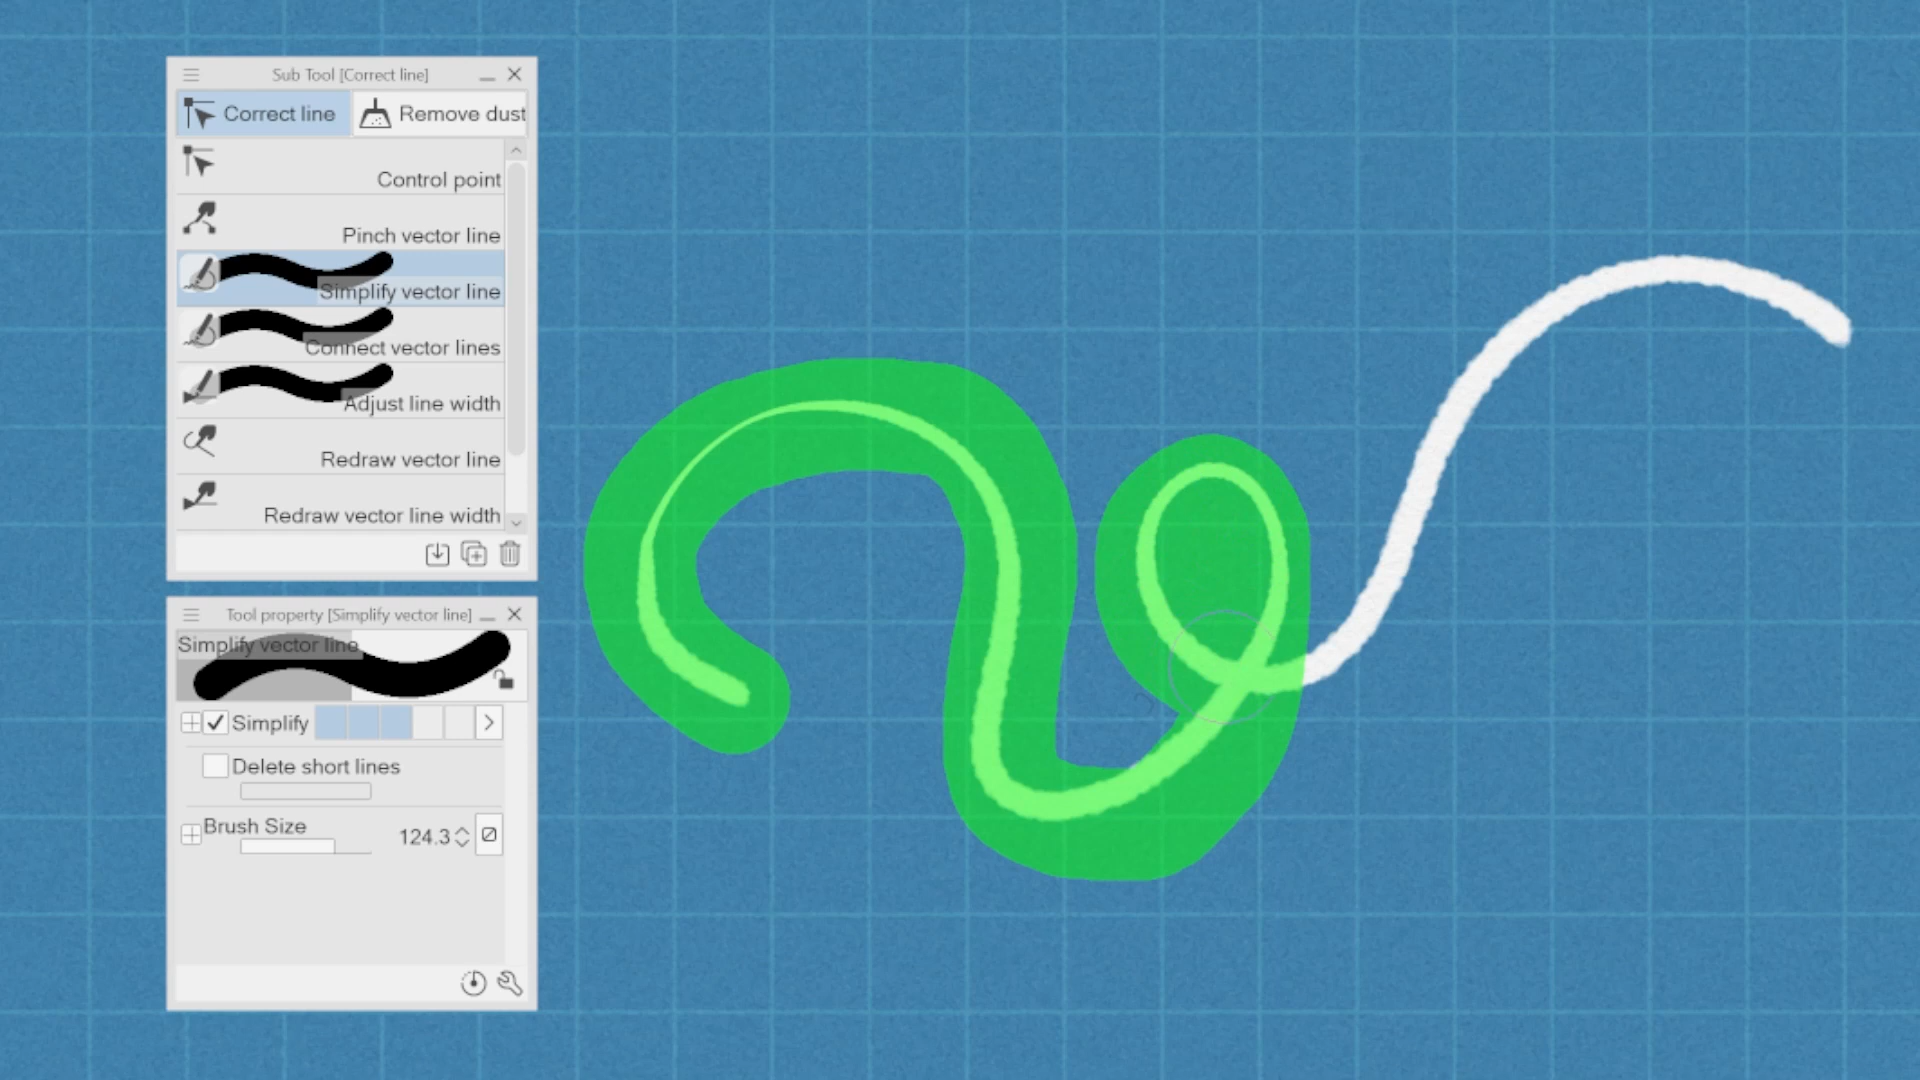 Sub Tool [Correct line]
Correct line
Remove dust
Control point
Pinch vector line
Simplify vector line
Connect vector lines
Adjust line width
Redraw vector line
Redraw vector line width
Tool property [Simplify vector line]
Simplify vector line
Simplify
Delete short lines
Brush Size
124.3